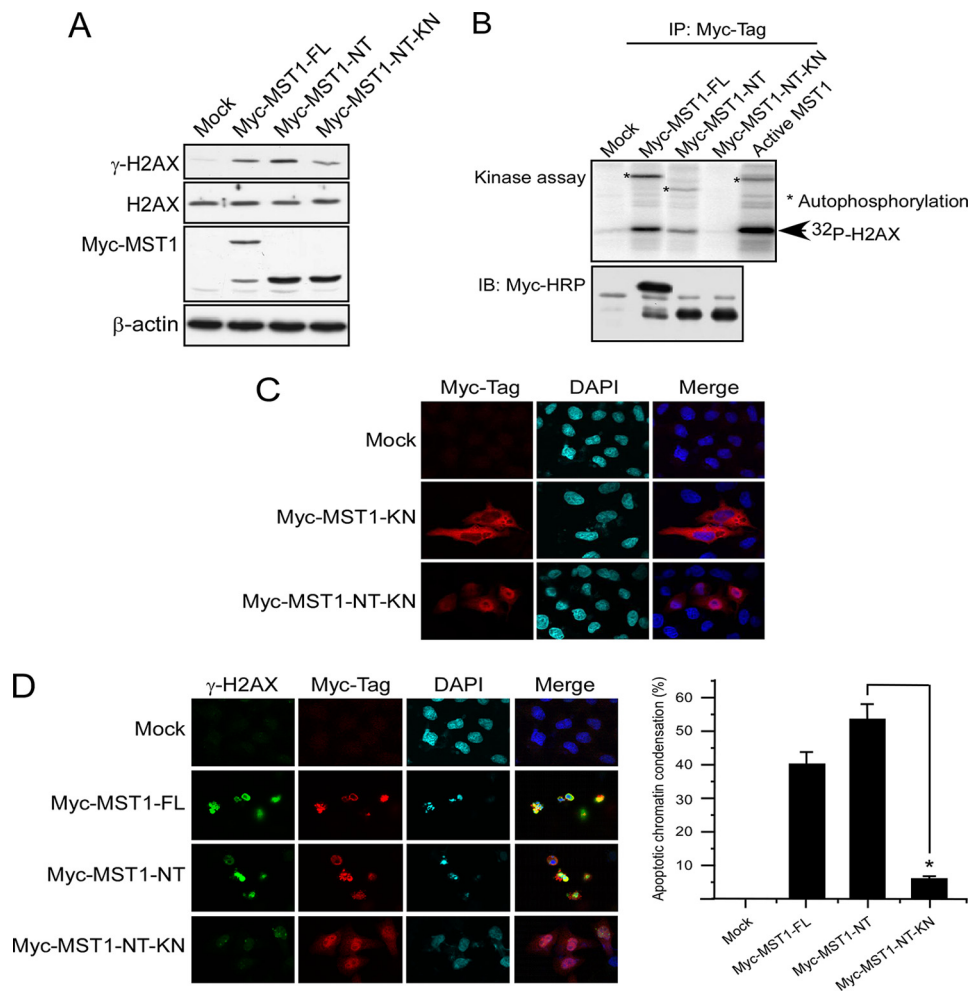 A
Mock
Myc-MST1-FL
Myc-MST1-NT
Myc-MST1-NT-KN
γ-H2AX
H2AX
Myc-MST1
β-actin
B
IP: Myc-Tag
Mock
Myc-MST1-FL
Myc-MST1-NT
Myc-MST1-NT-KN
Active MST1
Kinase assay
*
*
*
* Autophosphorylation
32P-H2AX
IB: Myc-HRP
C
Myc-Tag DAPI Merge
Mock
Myc-MST1-KN
Myc-MST1-NT-KN
D
γ-H2AX Myc-Tag DAPI Merge
Mock
Myc-MST1-FL
Myc-MST1-NT
Myc-MST1-NT-KN
Apoptotic chromatin condensation (%)
60
50
40
30
20
10
*
Mock
Myc-MST1-FL
Myc-MST1-NT
Myc-MST1-NT-KN